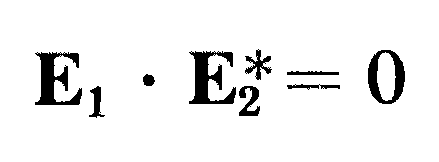 E₁ · E₂* = 0